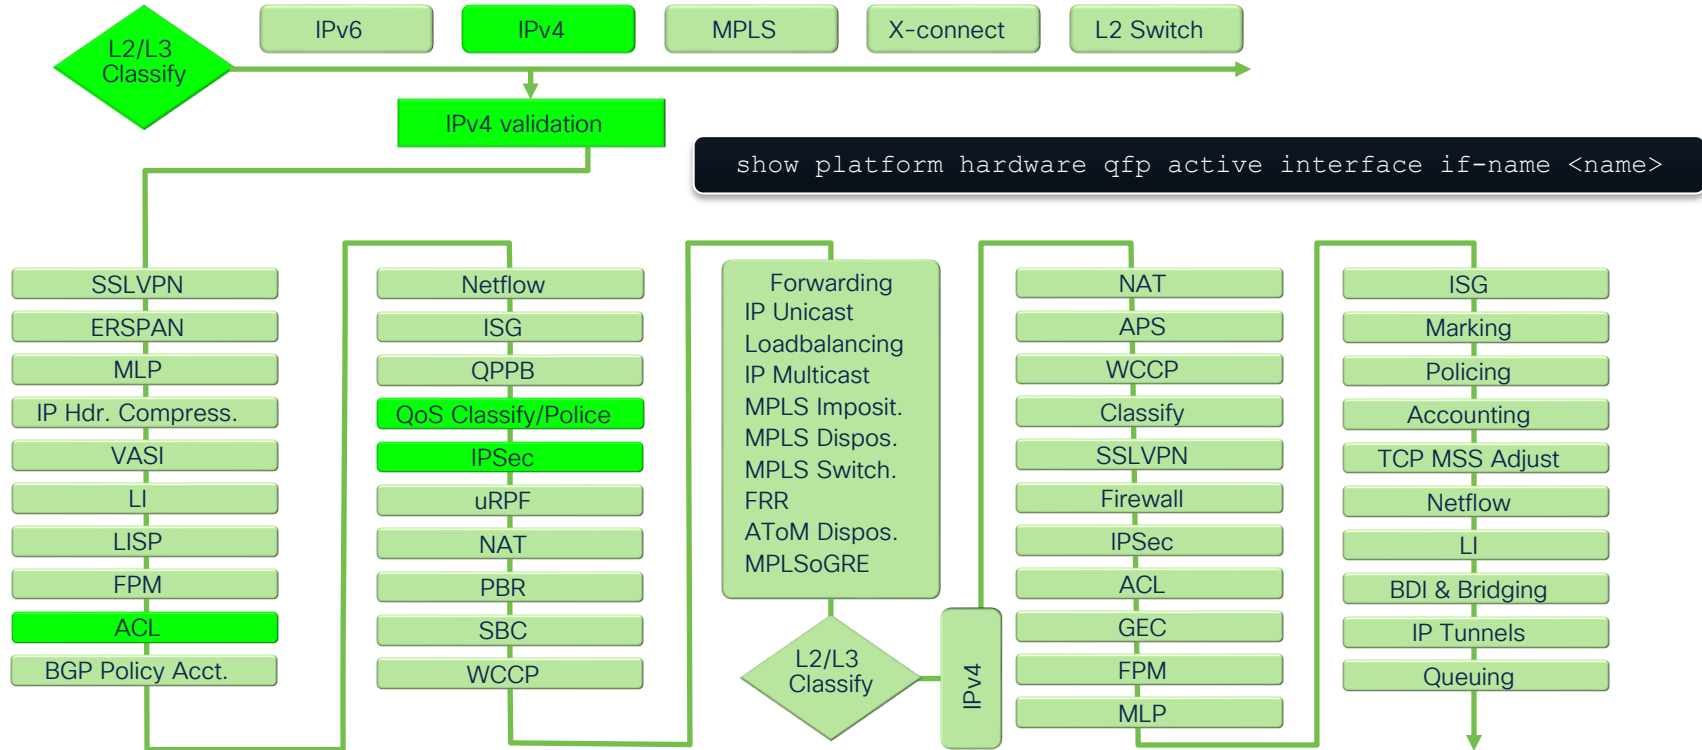 L2/L3
Classify
IPv6
IPv4
MPLS
X-connect
L2 Switch
IPv4 validation
show platform hardware qfp active interface if-name <name>
SSLVPN
ERSPAN
MLP
IP Hdr. Compress.
VASI
LI
LISP
FPM
ACL
BGP Policy Acct.
Netflow
ISG
QPPB
QoS Classify/Police
IPSec
uRPF
NAT
PBR
SBC
WCCP
Forwarding
IP Unicast
Loadbalancing
IP Multicast
MPLS Imposit.
MPLS Dispos.
MPLS Switch.
FRR
AToM Dispos.
MPLSoGRE
L2/L3
Classify
IPv4
NAT
APS
WCCP
Classify
SSLVPN
Firewall
IPSec
ACL
GEC
FPM
MLP
ISG
Marking
Policing
Accounting
TCP MSS Adjust
Netflow
LI
BDI & Bridging
IP Tunnels
Queuing